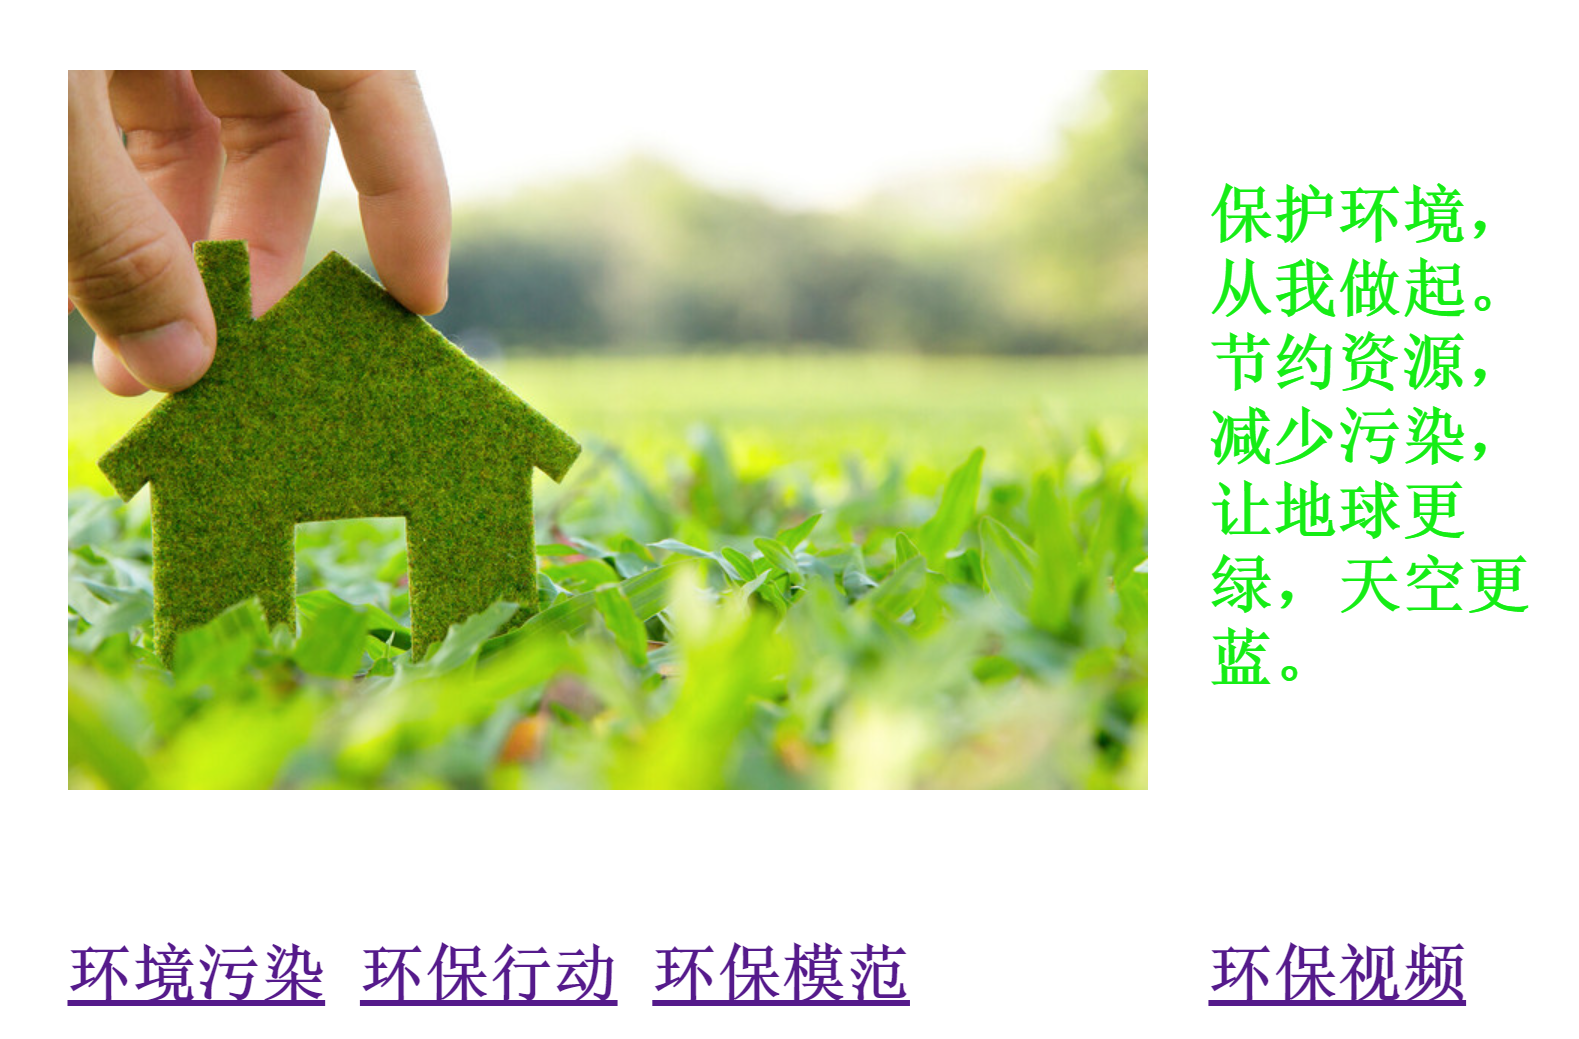 保护环境，
从我做起。
节约资源，
减少污染，
让地球更
绿，天空更
蓝。
环境污染 环保行动 环保模范 环保视频